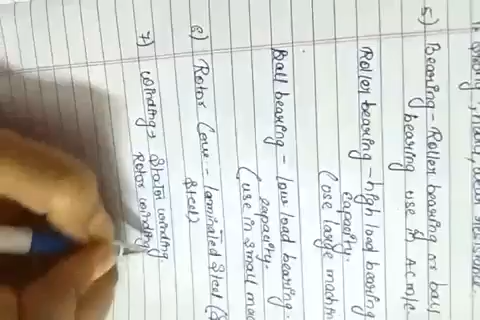 5) Bearing - Roller bearing or ball
bearing use in A C m/c
Roller bearing - high load bearing
capacity.
(use large machin
Ball bearing - low load bearing
capacity.
(use in small mac
6) Rotor Core :- laminated steel (
steel)
7) winding → Stator winding.
Rotor winding